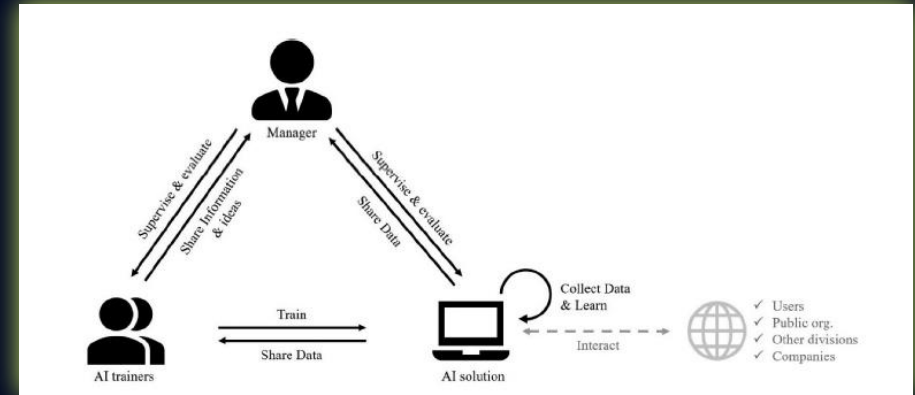 Manager
Supervise & evaluate
Share Information
& ideas
Supervise & evaluate
Share Data
Collect Data
& Learn
Users
Public org.
Other divisions
Companies
Train
Share Data
Interact
AI trainers
AI solution